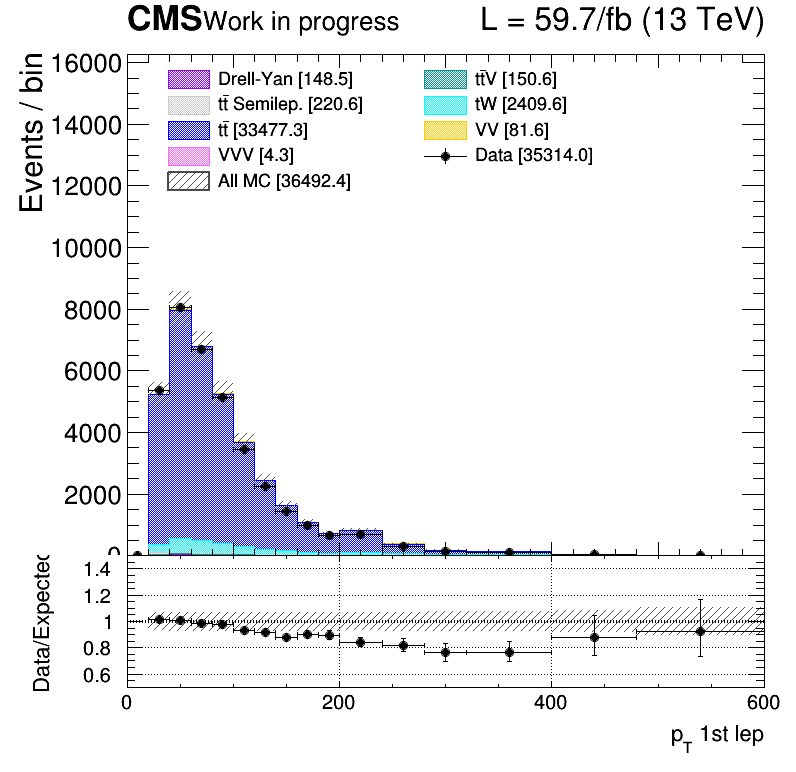 CMS Work in progress L = 59.7/fb (13 TeV)
Events / bin
16000
14000
12000
10000
8000
6000
4000
2000
0
Drell-Yan [148.5]
tt̄ Semilep. [220.6]
tt̄ [33477.3]
VVV [4.3]
All MC [36492.4]
tt̄V [150.6]
tW [2409.6]
VV [81.6]
Data [35314.0]
Data/Expected
1.4
1.2
1
0.8
0.6
0 200 400 600
p_T 1st lep